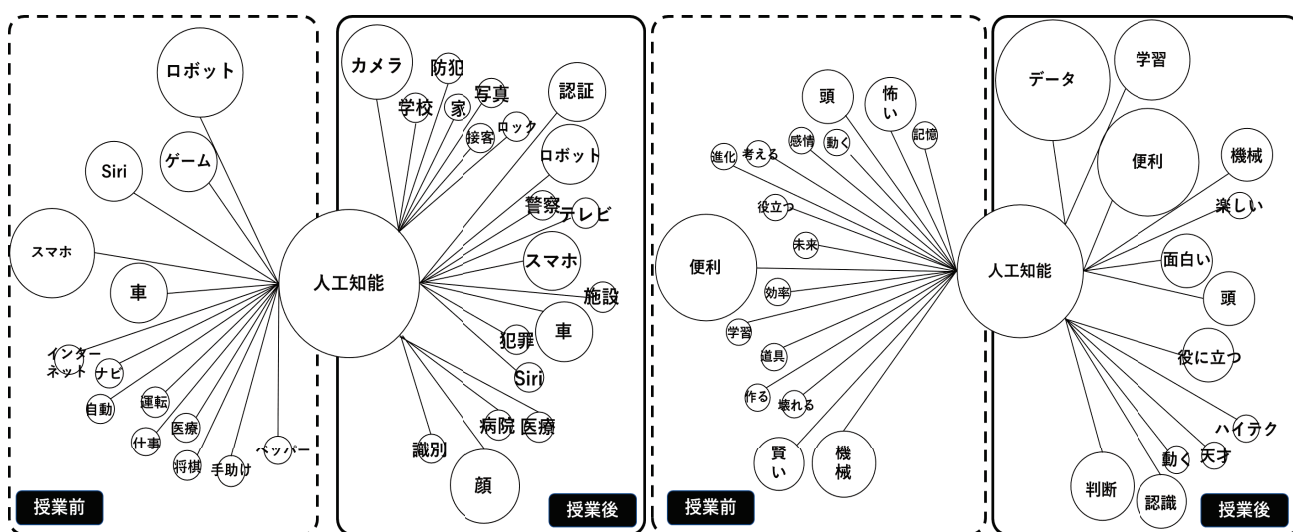 ロボット
ゲーム
Siri
スマホ
車
インター
ネット
ナビ
自動
運転
仕事
医療
将棋
手助け
ペッパー
授業前
人工知能
カメラ
防犯
学校
家
写真
接客
ロック
認証
ロボット
警察
テレビ
スマホ
施設
車
犯罪
Siri
病院
医療
識別
顔
授業後
頭
怖
い
記憶
感情
動く
進化
考える
役立つ
未来
便利
効率
学習
道具
作る
壊れる
賢
い
機
械
授業前
人工知能
データ
学習
便利
機械
楽しい
面白い
頭
役に立つ
ハイテク
天才
動く
認識
判断
授業後